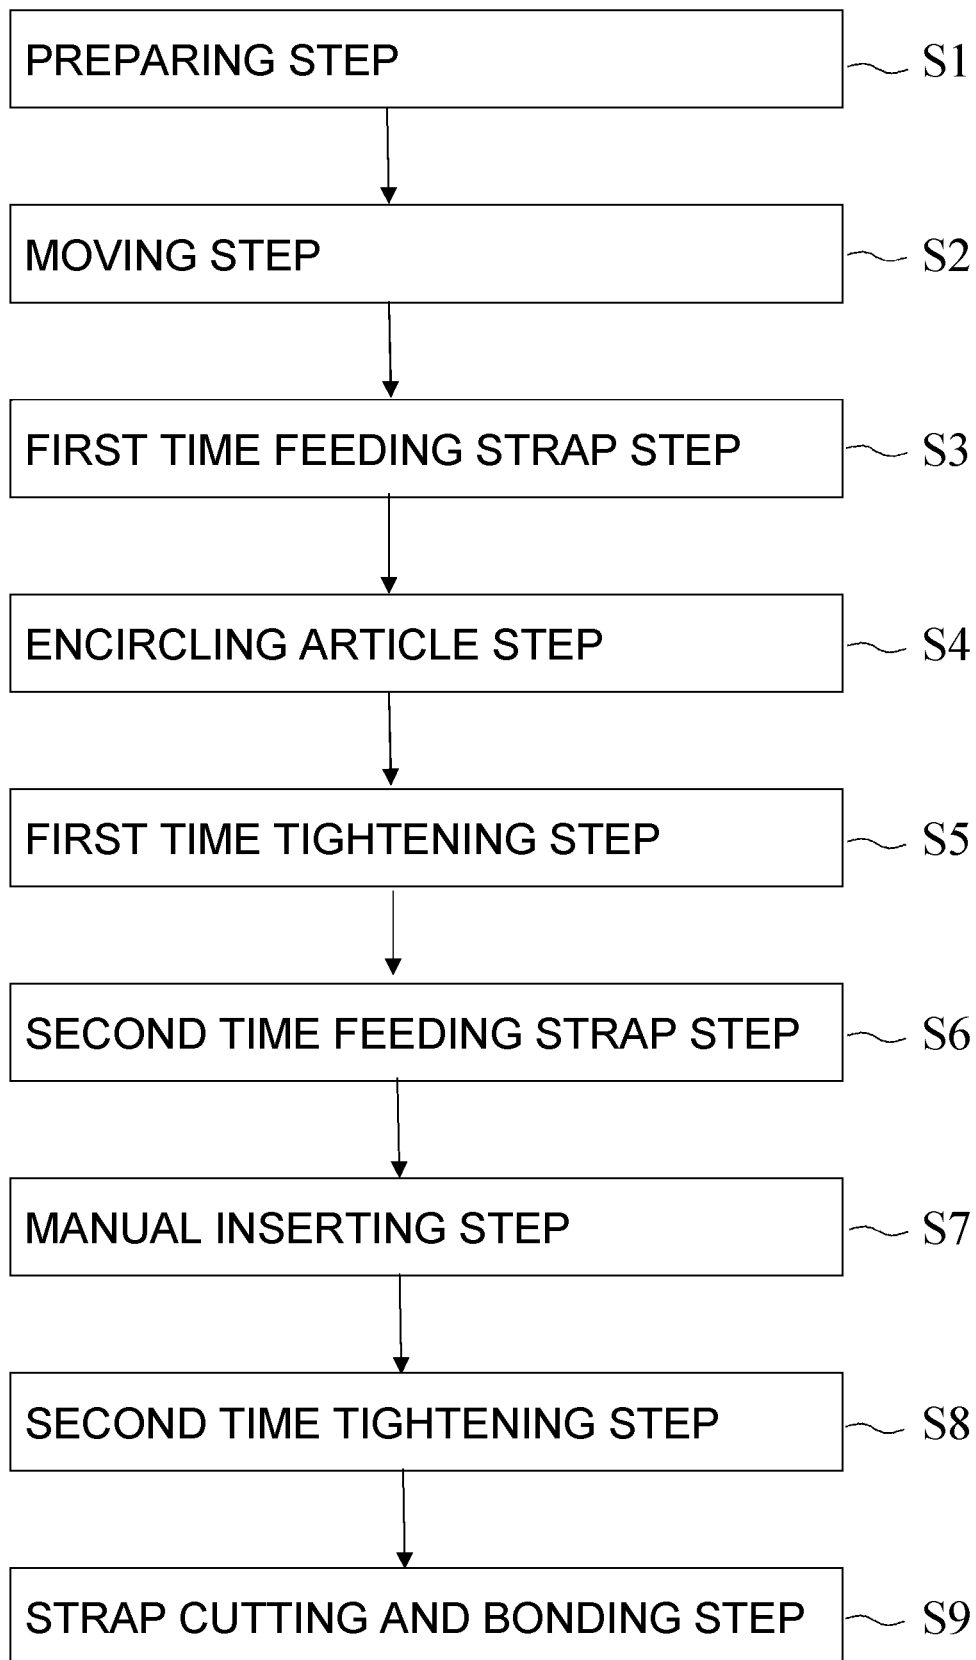 PREPARING STEP S1
MOVING STEP S2
FIRST TIME FEEDING STRAP STEP S3
ENCIRCLING ARTICLE STEP S4
FIRST TIME TIGHTENING STEP S5
SECOND TIME FEEDING STRAP STEP S6
MANUAL INSERTING STEP S7
SECOND TIME TIGHTENING STEP S8
STRAP CUTTING AND BONDING STEP S9